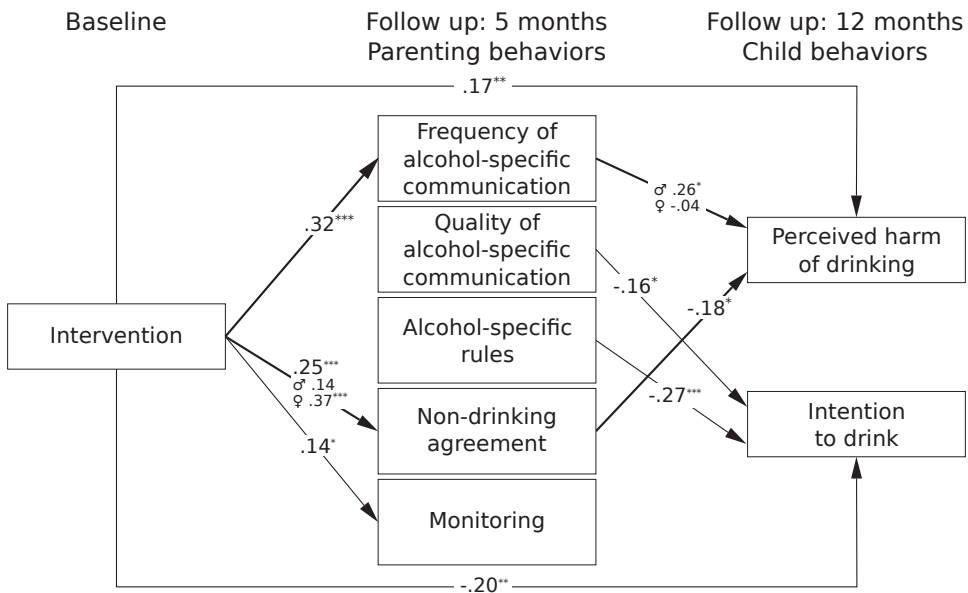 Baseline
Follow up: 5 months
Parenting behaviors
Follow up: 12 months
Child behaviors
.17**
Frequency of
alcohol-specific
communication
♂ .26*
♀ -.04
.32***
Quality of
alcohol-specific
communication
Perceived harm
of drinking
-.16*
-.18*
Intervention
Alcohol-specific
rules
.25***
♂ .14
♀ .37***
-.27***
Non-drinking
agreement
Intention
to drink
.14*
Monitoring
-.20**